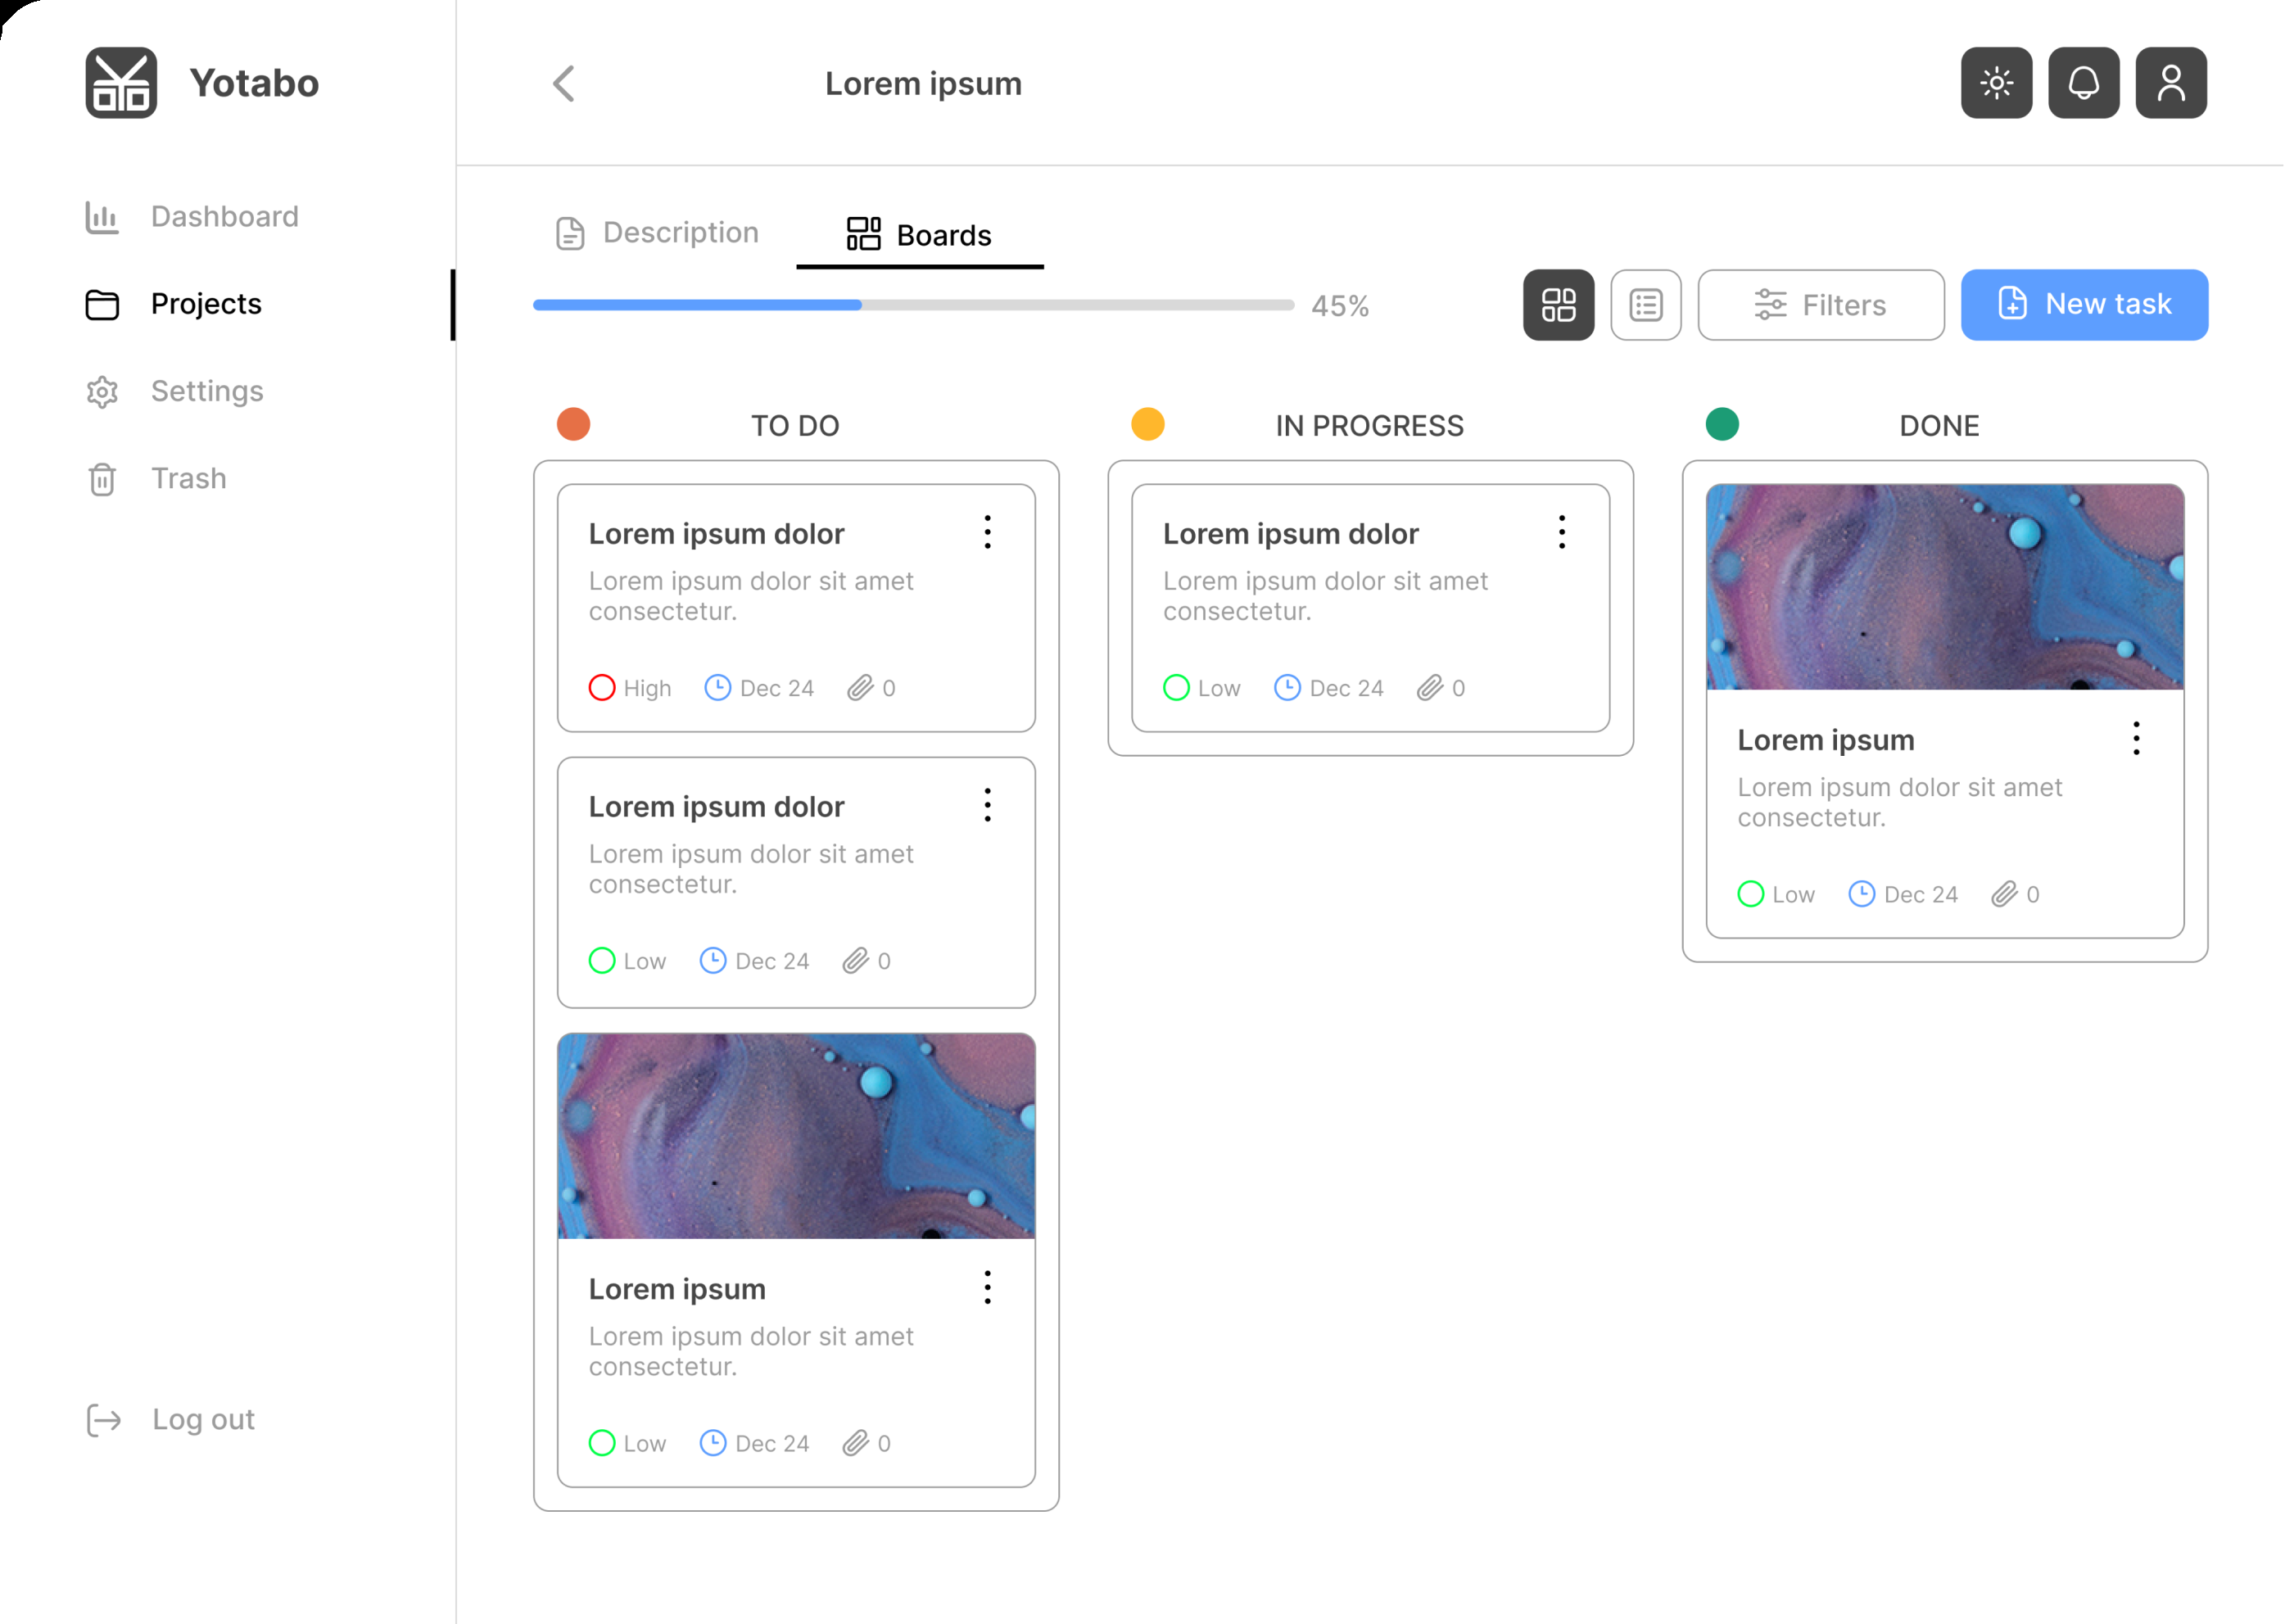 Yotabo
Dashboard
Projects
Settings
Trash
Log out
Lorem ipsum
Description
Boards
45%
Filters
New task
TO DO
Lorem ipsum dolor
Lorem ipsum dolor sit amet
consectetur.
High Dec 24 0
Lorem ipsum dolor
Lorem ipsum dolor sit amet
consectetur.
Low Dec 24 0
Lorem ipsum
Lorem ipsum dolor sit amet
consectetur.
Low Dec 24 0
IN PROGRESS
Lorem ipsum dolor
Lorem ipsum dolor sit amet
consectetur.
Low Dec 24 0
DONE
Lorem ipsum
Lorem ipsum dolor sit amet
consectetur.
Low Dec 24 0